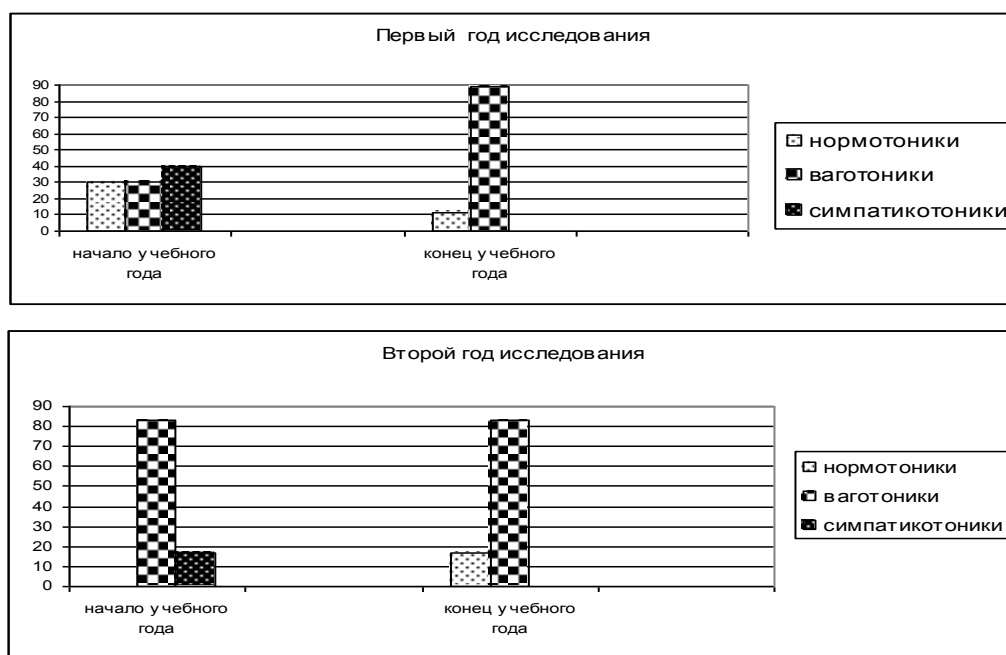 Первый год исследования
90
80
70
60
50
40
30
20
10
0
начало учебного
года
конец учебного
года
нормотоники
ваготоники
симпатикотоники
Второй год исследования
90
80
70
60
50
40
30
20
10
0
начало учебного
года
конец учебного
года
нормотоники
ваготоники
симпатикотоники